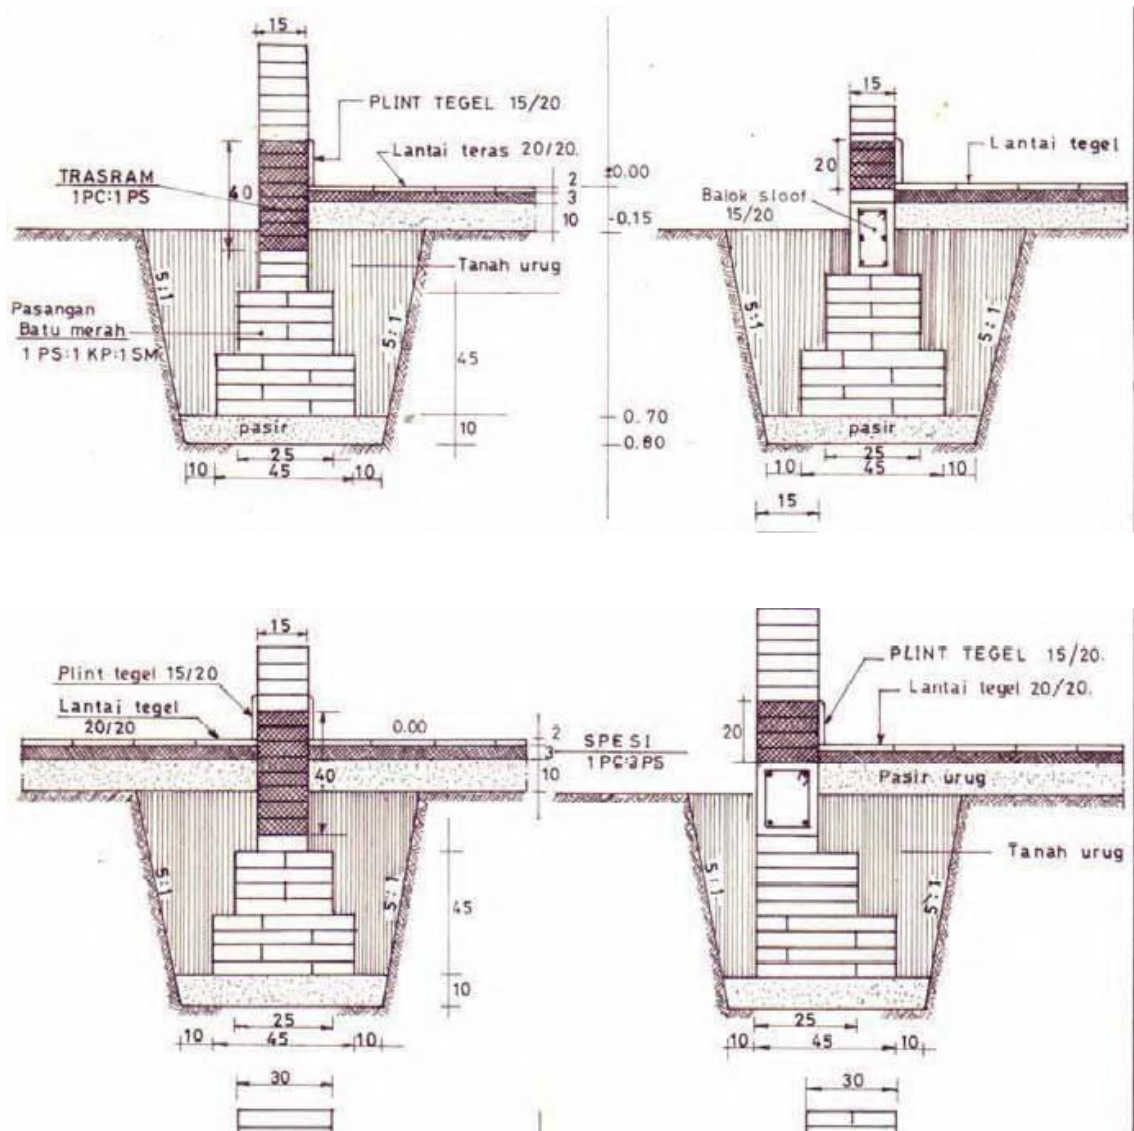 15
PLINT TEGEL 15/20
Lantai teras 20/20.
TRASRAM
1PC:1PS
40
2
3
10
±0.00
-0.15
Tanah urug
5:1
5:1
Pasangan
Batu merah
1 PS:1 KP:1SM
45
10
pasir
25
10 45 10
0.70
0.80
15
Lantai tegel
20
Balok sloof
15/20
5:1
5:1
pasir
25
10 45 10
15
15
Plint tegel 15/20
Lantai tegel
20/20
0.00
2
3
10
40
5:1
5:1
45
10
25
10 45 10
30
PLINT TEGEL 15/20.
Lantai tegel 20/20.
20
SPESI
1PC:3PS
Pasir urug
Tanah urug
5:1
5:1
25
10 45 10
30